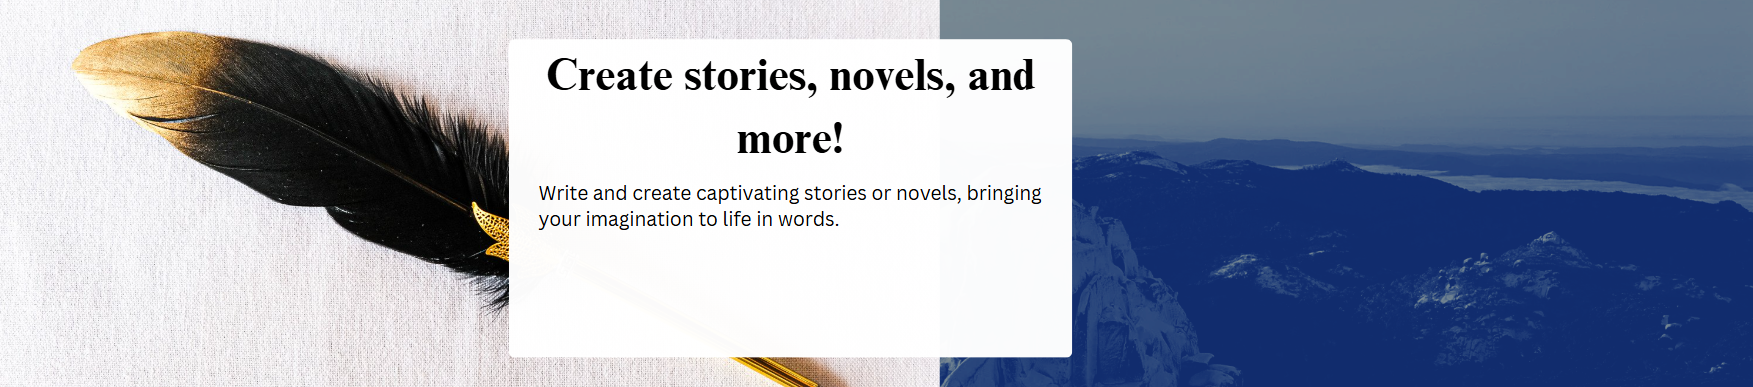 Create stories, novels, and
more!
Write and create captivating stories or novels, bringing
your imagination to life in words.